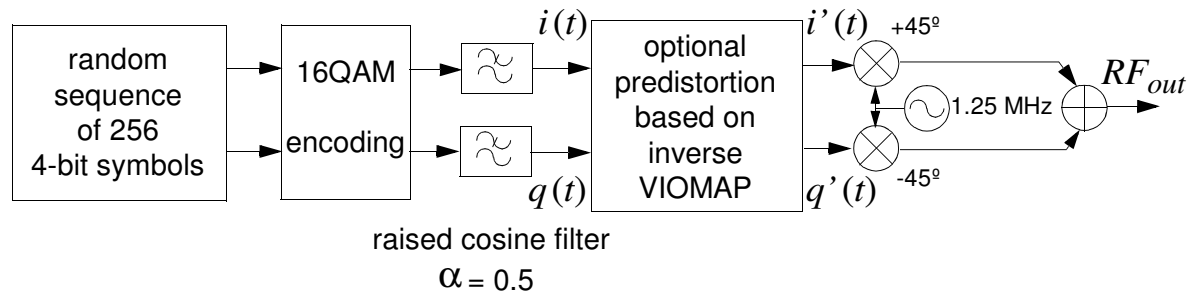 random
sequence
of 256
4-bit symbols
16QAM
encoding
i(t)
q(t)
optional
predistortion
based on
inverse
VIOMAP
i’(t)
q’(t)
+45º
-45º
1.25 MHz
RFout
raised cosine filter
α = 0.5